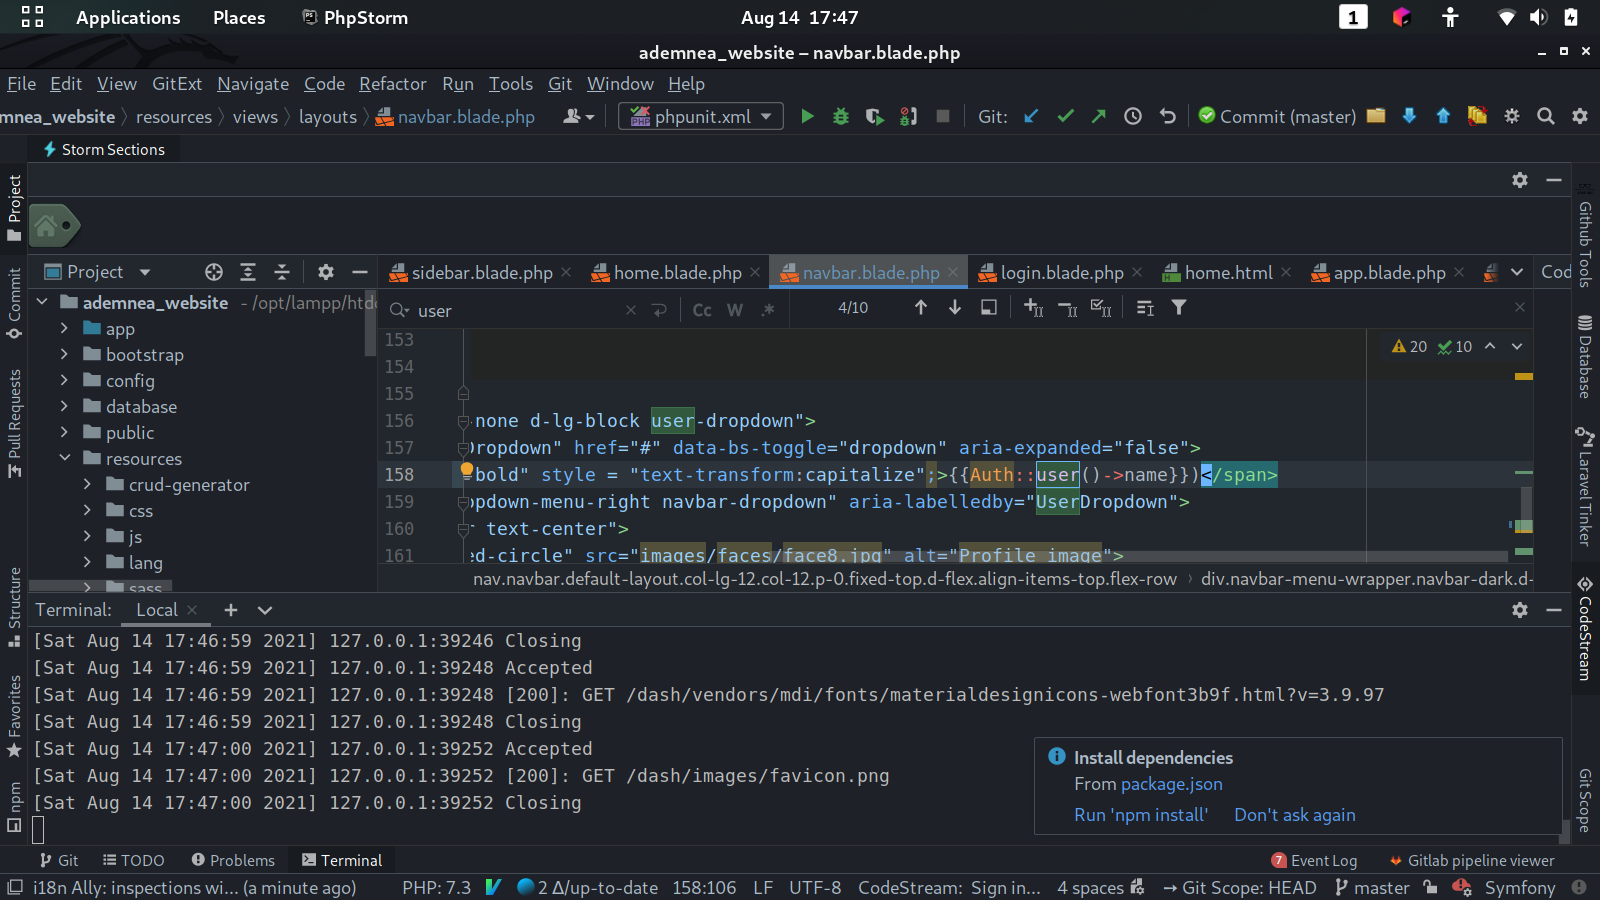 Applications Places PhpStorm Aug 14 17:47 1
ademnea_website – navbar.blade.php
File Edit View GitExt Navigate Code Refactor Run Tools Git Window Help
mnea_website resources views layouts navbar.blade.php phpunit.xml Git: Commit (master)
Storm Sections
Project
Commit
Pull Requests
Structure
Favorites
npm
Project
ademnea_website - /opt/lampp/htdo
app
bootstrap
config
database
public
resources
crud-generator
css
js
lang
sass
sidebar.blade.php home.blade.php navbar.blade.php login.blade.php home.html app.blade.php Cod
user Cc W .* 4/10
20 10
153
154
155
156 -none d-lg-block user-dropdown">
157 Dropdown" href="#" data-bs-toggle="dropdown" aria-expanded="false">
158 bold" style = "text-transform:capitalize";>{{Auth::user()->name}})</span>
159 opdown-menu-right navbar-dropdown" aria-labelledby="UserDropdown">
160 r text-center">
161 ed-circle" src="images/faces/face8.jpg" alt="Profile image">
nav.navbar.default-layout.col-lg-12.col-12.p-0.fixed-top.d-flex.align-items-top.flex-row div.navbar-menu-wrapper.navbar-dark.d-
Github Tools
Database
Laravel Tinker
CodeStream
Git Scope
Terminal: Local
[Sat Aug 14 17:46:59 2021] 127.0.0.1:39246 Closing
[Sat Aug 14 17:46:59 2021] 127.0.0.1:39248 Accepted
[Sat Aug 14 17:46:59 2021] 127.0.0.1:39248 [200]: GET /dash/vendors/mdi/fonts/materialdesignicons-webfont3b9f.html?v=3.9.97
[Sat Aug 14 17:46:59 2021] 127.0.0.1:39248 Closing
[Sat Aug 14 17:47:00 2021] 127.0.0.1:39252 Accepted
[Sat Aug 14 17:47:00 2021] 127.0.0.1:39252 [200]: GET /dash/images/favicon.png
[Sat Aug 14 17:47:00 2021] 127.0.0.1:39252 Closing
Install dependencies
From package.json
Run 'npm install' Don't ask again
Git TODO Problems Terminal 7 Event Log Gitlab pipeline viewer
i18n Ally: inspections wi... (a minute ago) PHP: 7.3 2 Δ/up-to-date 158:106 LF UTF-8 CodeStream: Sign in... 4 spaces Git Scope: HEAD master Symfony